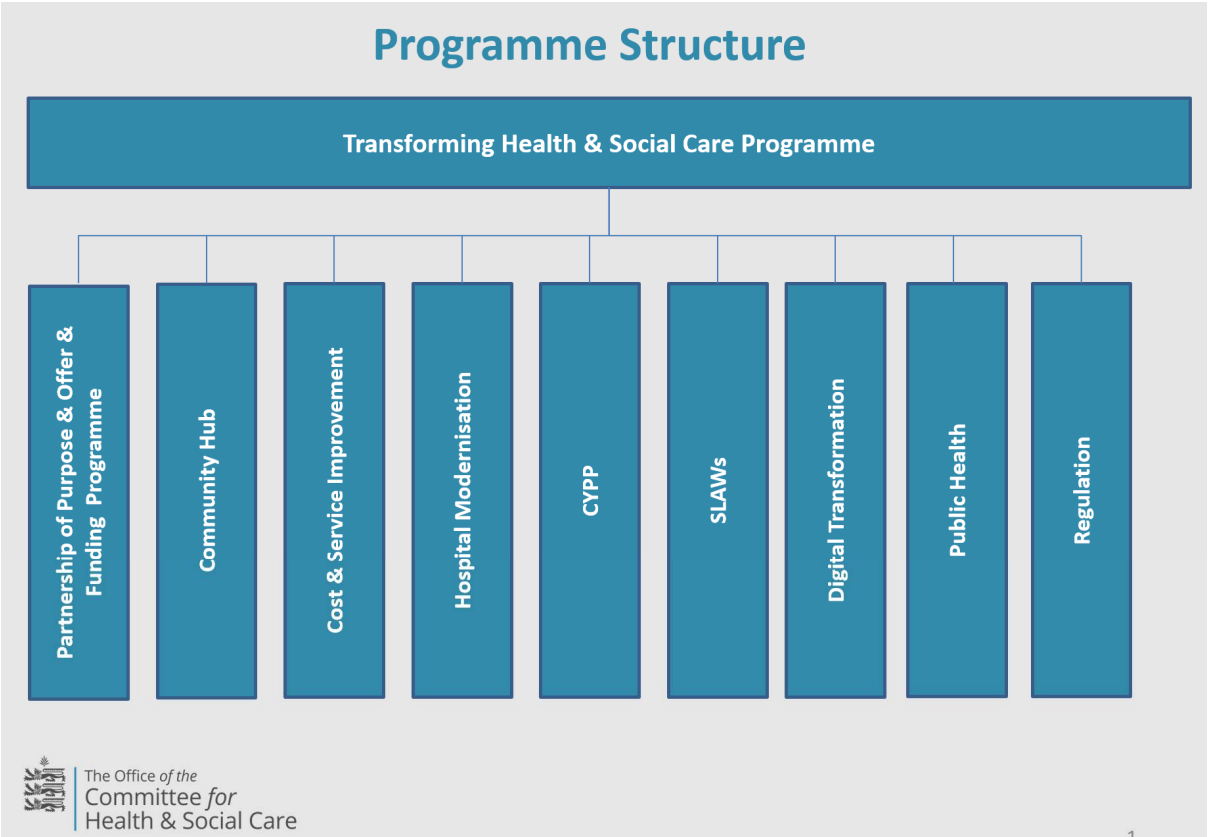 Programme Structure
Transforming Health & Social Care Programme
Partnership of Purpose & Offer &
Funding Programme
Community Hub
Cost & Service Improvement
Hospital Modernisation
CYPP
SLAWs
Digital Transformation
Public Health
Regulation
The Office of the
Committee for
Health & Social Care
1